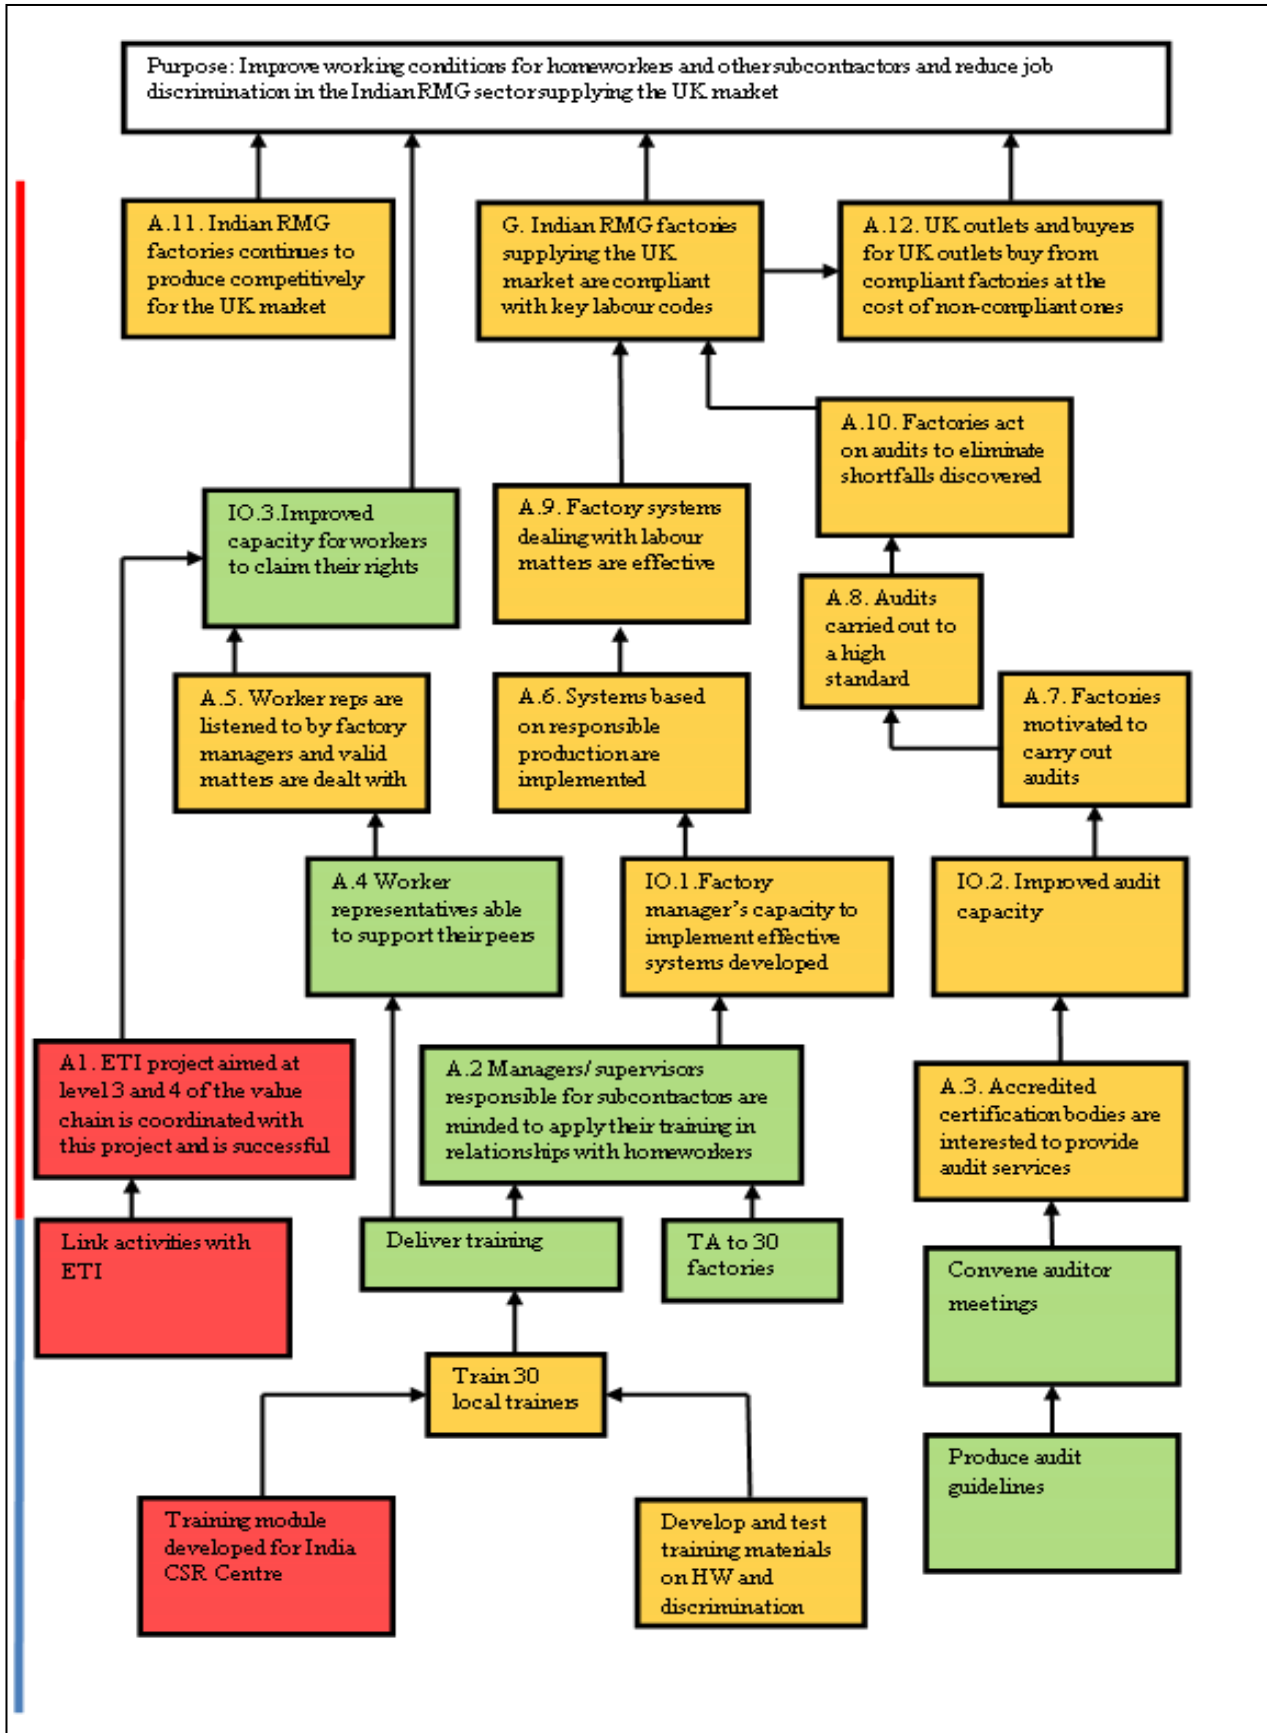 Purpose: Improve working conditions for homeworkers and other subcontractors and reduce job
discrimination in the Indian RMG sector supplying the UK market
A.11. Indian RMG
factories continues to
produce competitively
for the UK market
G. Indian RMG factories
supplying the UK
market are compliant
with key labour codes
A.12. UK outlets and buyers
for UK outlets buy from
compliant factories at the
cost of non-compliant ones
A.10. Factories act
on audits to eliminate
shortfalls discovered
IO.3.Improved
capacity for workers
to claim their rights
A.9. Factory systems
dealing with labour
matters are effective
A.8. Audits
carried out to
a high
standard
A.5. Worker reps are
listened to by factory
managers and valid
matters are dealt with
A.6. Systems based
on responsible
production are
implemented
A.7. Factories
motivated to
carry out
audits
A.4 Worker
representatives able
to support their peers
IO.1.Factory
manager's capacity to
implement effective
systems developed
IO.2. Improved audit
capacity
A1. ETI project aimed at
level 3 and 4 of the value
chain is coordinated with
this project and is successful
A.2 Managers/ supervisors
responsible for subcontractors are
minded to apply their training in
relationships with homeworkers
A.3. Accredited
certification bodies are
interested to provide
audit services
Link activities with
ETI
Deliver training
TA to 30
factories
Convene auditor
meetings
Train 30
local trainers
Produce audit
guidelines
Training module
developed for India
CSR Centre
Develop and test
training materials
on HW and
discrimination